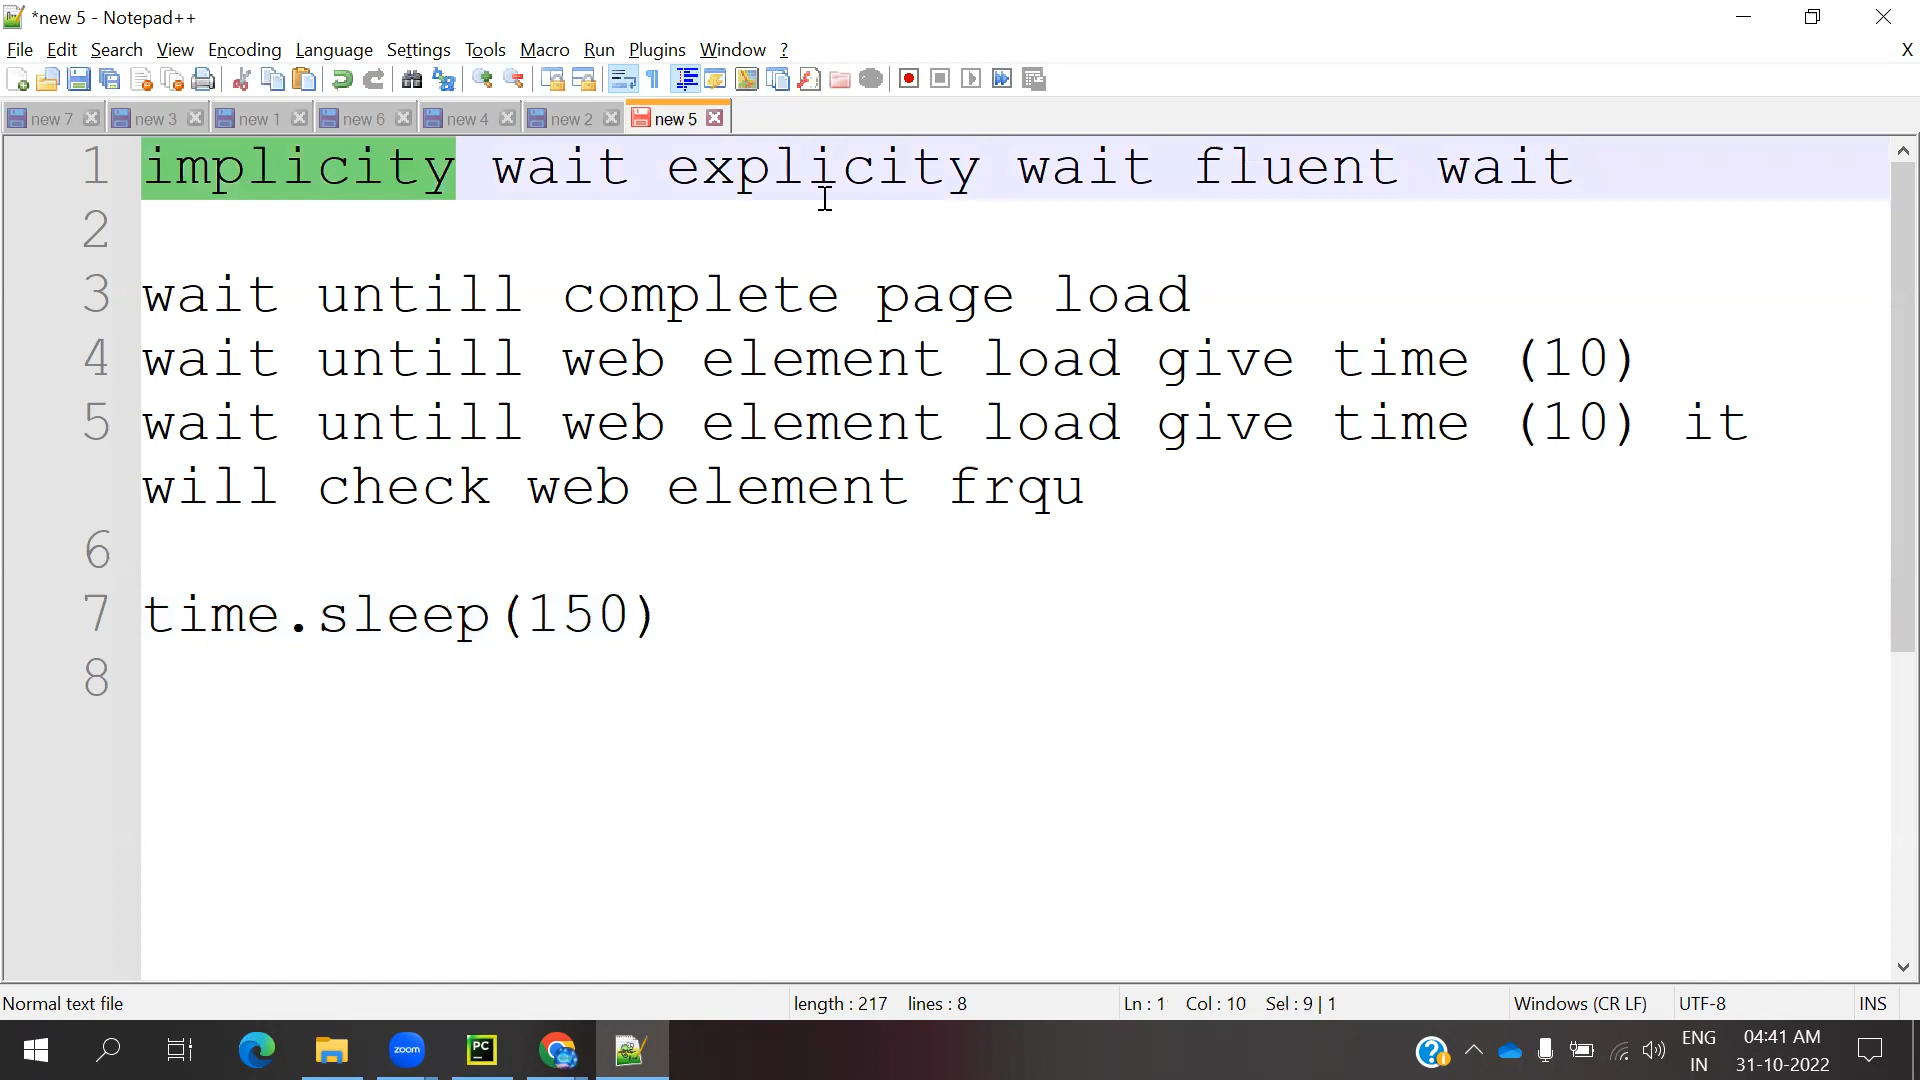 *new 5 - Notepad++
File Edit Search View Encoding Language Settings Tools Macro Run Plugins Window ? X
new 7 new 3 new 1 new 6 new 4 new 2 new 5
1 implicity wait explicity wait fluent wait
2
3 wait untill complete page load
4 wait untill web element load give time (10)
5 wait untill web element load give time (10) it
will check web element frqu
6
7 time.sleep(150)
8
Normal text file length : 217 lines : 8 Ln : 1 Col : 10 Sel : 9 | 1 Windows (CR LF) UTF-8 INS
zoom PC ENG 04:41 AM
IN 31-10-2022